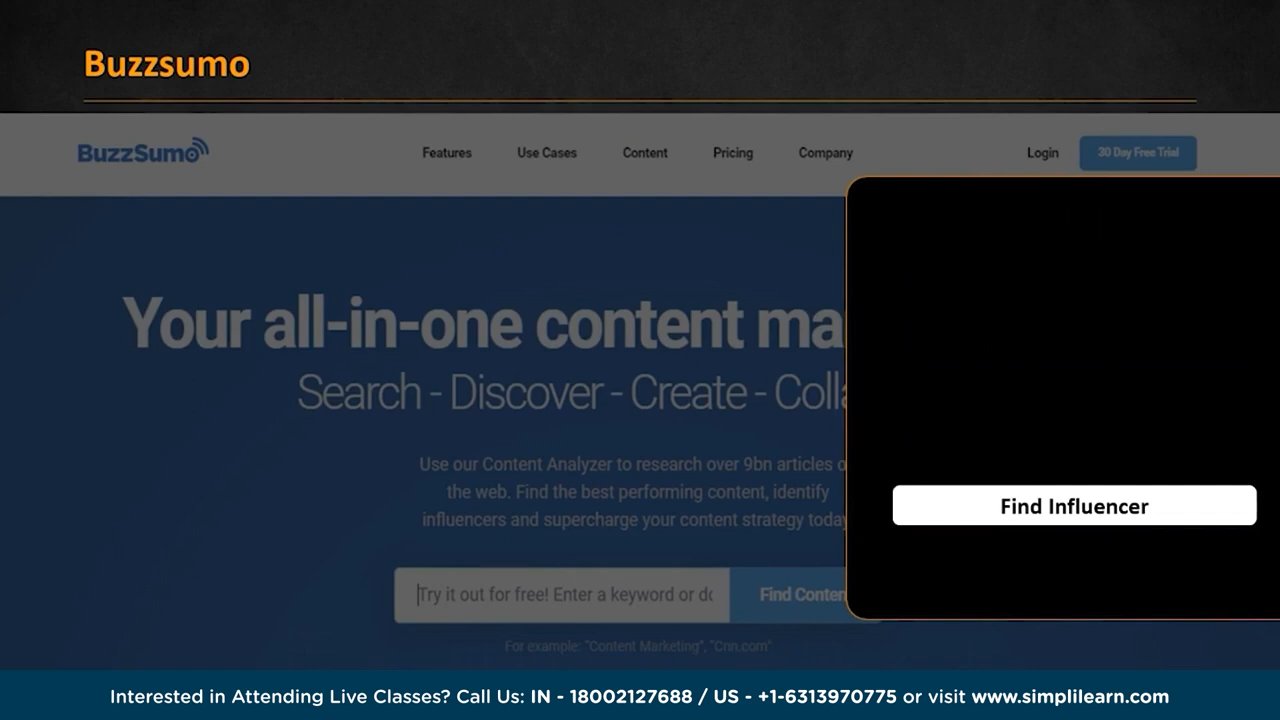 Buzzsumo
BuzzSumo
Features Use Cases Content Pricing Company Login 30 Day Free Trial
Your all-in-one content ma
Search - Discover - Create - Colla
Use our Content Analyzer to research over 9bn articles o
the web. Find the best performing content, identify
influencers and supercharge your content strategy today
Find Influencer
Try it out for free! Enter a keyword or do Find Conten
For example: "Content Marketing", "Cnn.com"
Interested in Attending Live Classes? Call Us: IN - 18002127688 / US - +1-6313970775 or visit www.simplilearn.com